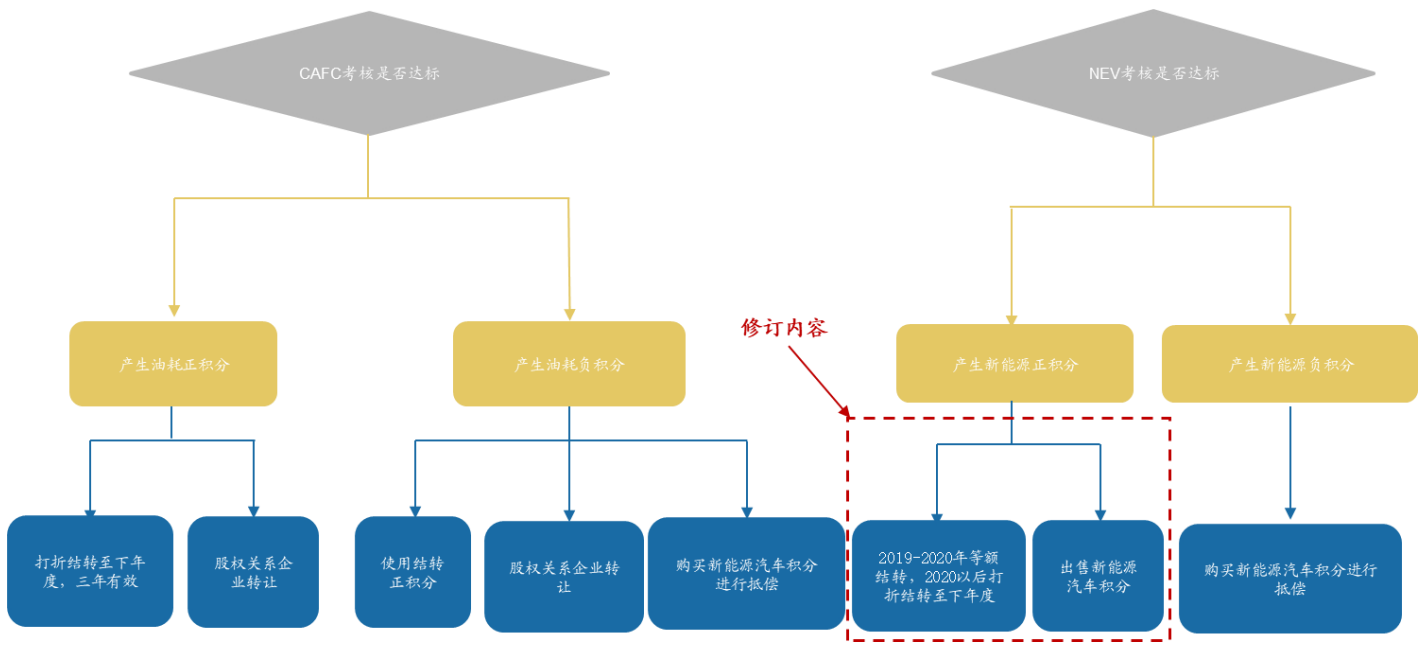 CAFC考核是否达标
NEV考核是否达标
修订内容
产生油耗正积分
产生油耗负积分
产生新能源正积分
产生新能源负积分
打折结转至下年
度，三年有效
股权关系企
业转让
使用结转
正积分
股权关系企业转
让
购买新能源汽车积分
进行抵偿
2019-2020年等额
结转，2020以后打
折结转至下年度
出售新能源
汽车积分
购买新能源汽车积分进行
抵偿